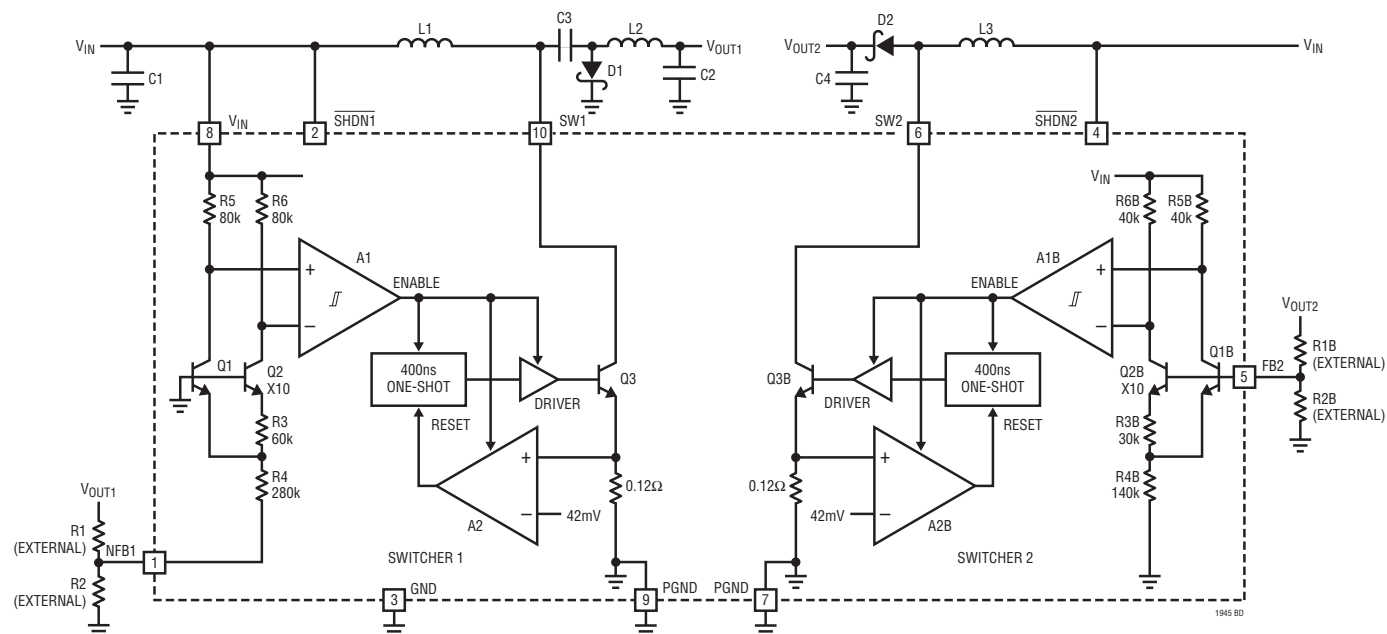 L1
C3
L2
D2
L3
VIN
VOUT1
VOUT2
VIN
C1
D1
C2
C4
VIN
SHDN1
SW1
SW2
SHDN2
8
2
10
6
4
R5
80k
R6
80k
VIN
R6B
40k
R5B
40k
A1
ENABLE
+
−
ENABLE
A1B
+
−
VOUT2
R1B
(EXTERNAL)
5
FB2
R2B
(EXTERNAL)
Q1
Q2
X10
400ns
ONE-SHOT
DRIVER
Q3
Q3B
DRIVER
400ns
ONE-SHOT
Q2B
X10
Q1B
RESET
RESET
R3
60k
R4
280k
R3B
30k
R4B
140k
+
−
A2
42mV
0.12Ω
0.12Ω
+
−
42mV
A2B
VOUT1
R1
(EXTERNAL)
NFB1
1
R2
(EXTERNAL)
SWITCHER 1
SWITCHER 2
3
GND
9
PGND
PGND
7
1945 BD